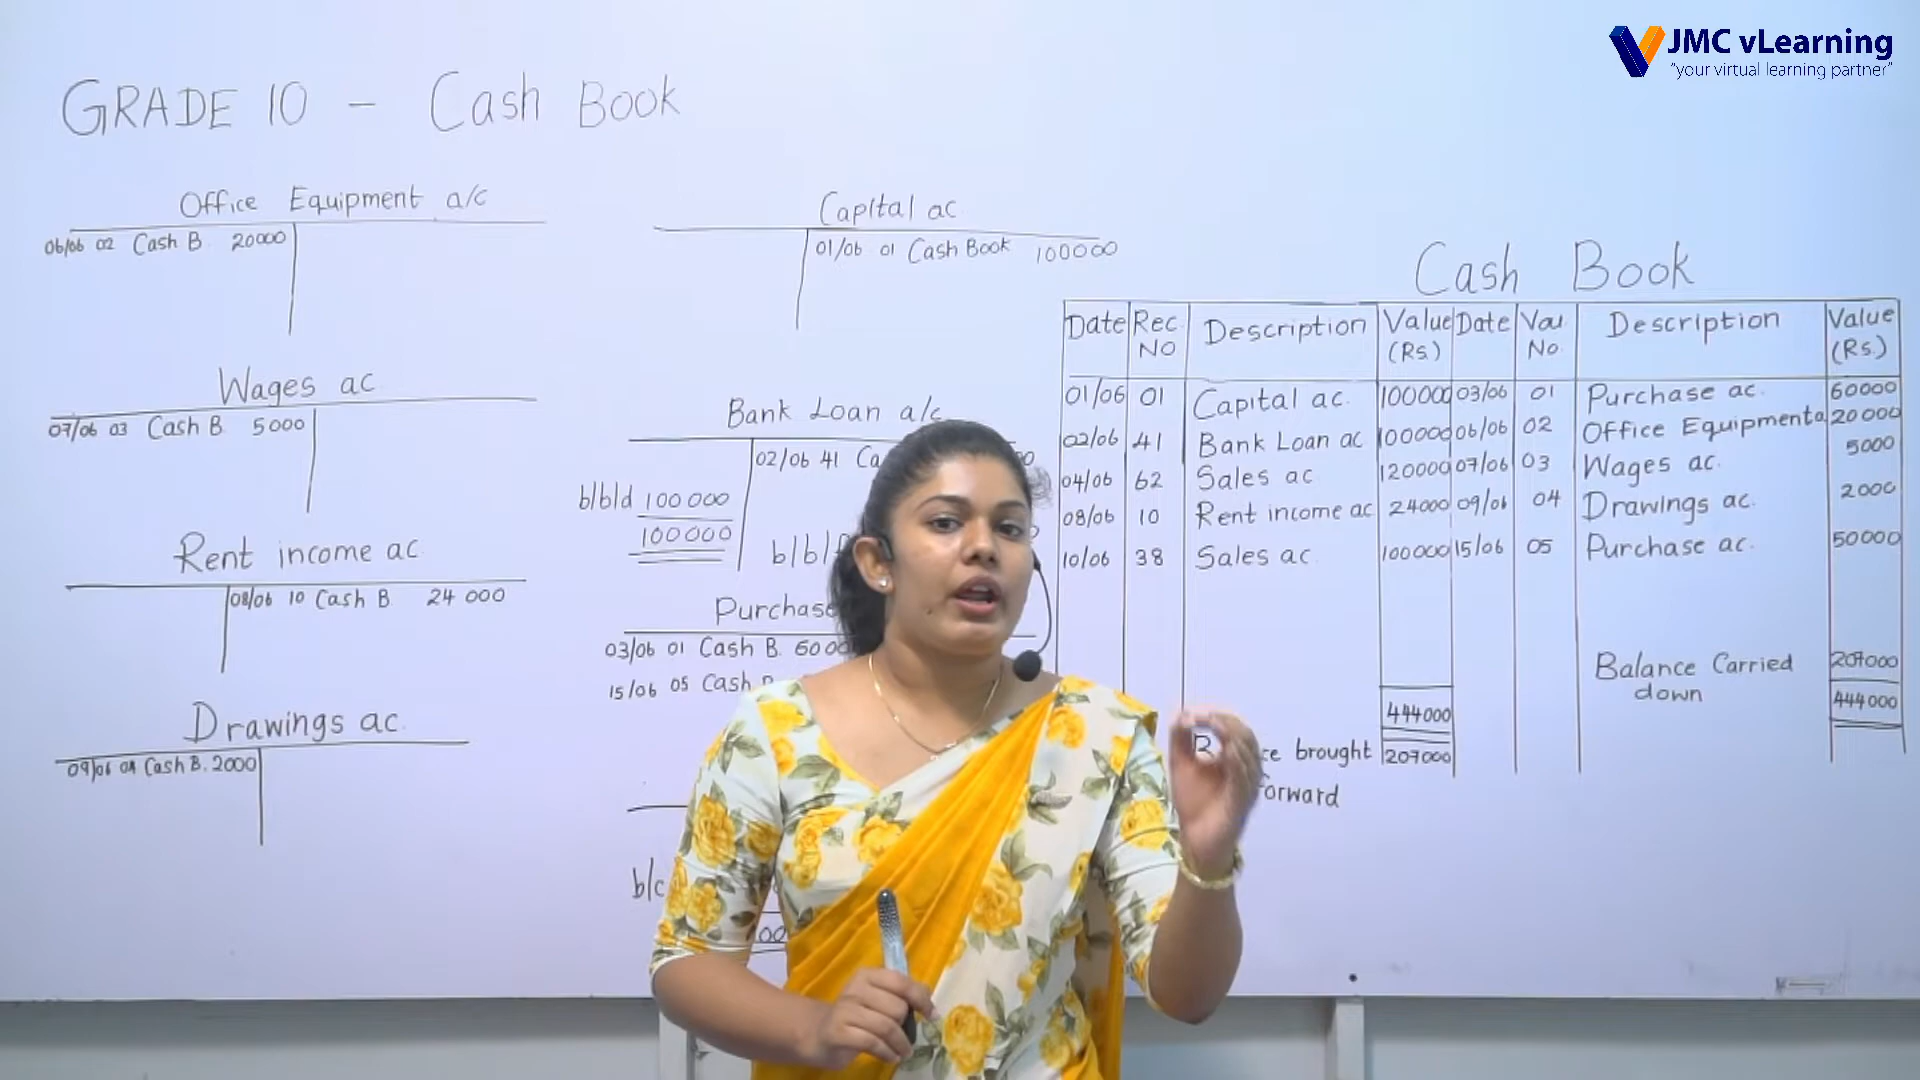 JMC vLearning
"your virtual learning partner"
GRADE 10 - Cash Book
Office Equipment a/c
06/06 02 Cash B. 20000
Wages ac
07/06 03 Cash B 5000
Rent income ac
08/06 10 Cash B 24 000
Drawings ac.
09/06 04 Cash B. 2000
Capital ac
01/06 01 Cash Book 100000
Bank Loan a/c
02/06 41
b/b/d 100 000
100000
Purchase
03/06 01 Cash B.
15/06 05 Cash
Cash Book
Date Rec. NO Description Value (Rs.) Date Vou No. Description Value (Rs.)
01/06 01 Capital ac. 100000 03/06 01 Purchase ac. 60000
02/06 41 Bank Loan ac 100000 06/06 02 Office Equipment a 20000
04/06 62 Sales ac 120000 07/06 03 Wages ac. 5000
08/06 10 Rent income ac 24000 09/06 04 Drawings ac. 2000
10/06 38 Sales ac. 100000 15/06 05 Purchase ac. 50000
Balance Carried 207000
down
444000 444000
brought 207000
forward